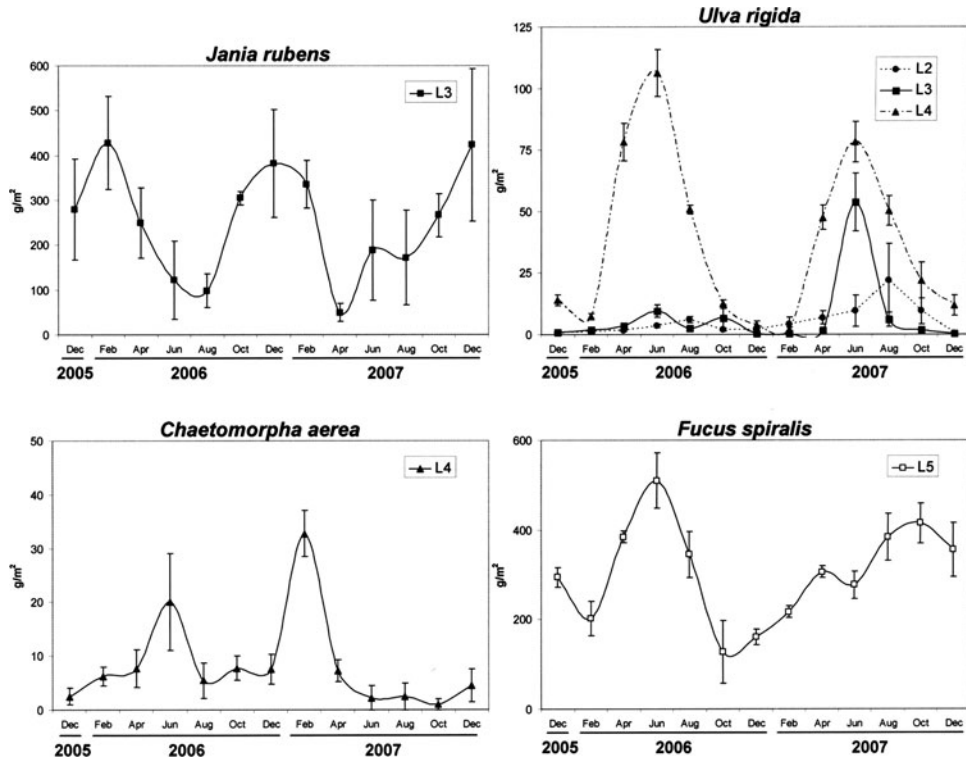 Jania rubens
600
500
400
300
200
100
0
g/m²
L3
Dec Feb Apr Jun Aug Oct Dec Feb Apr Jun Aug Oct Dec
2005 2006 2007
Ulva rigida
125
100
75
50
25
0
g/m²
L2
L3
L4
Dec Feb Apr Jun Aug Oct Dec Feb Apr Jun Aug Oct Dec
2005 2006 2007
Chaetomorpha aerea
50
40
30
20
10
0
g/m²
L4
Dec Feb Apr Jun Aug Oct Dec Feb Apr Jun Aug Oct Dec
2005 2006 2007
Fucus spiralis
600
400
200
0
g/m²
L5
Dec Feb Apr Jun Aug Oct Dec Feb Apr Jun Aug Oct Dec
2005 2006 2007